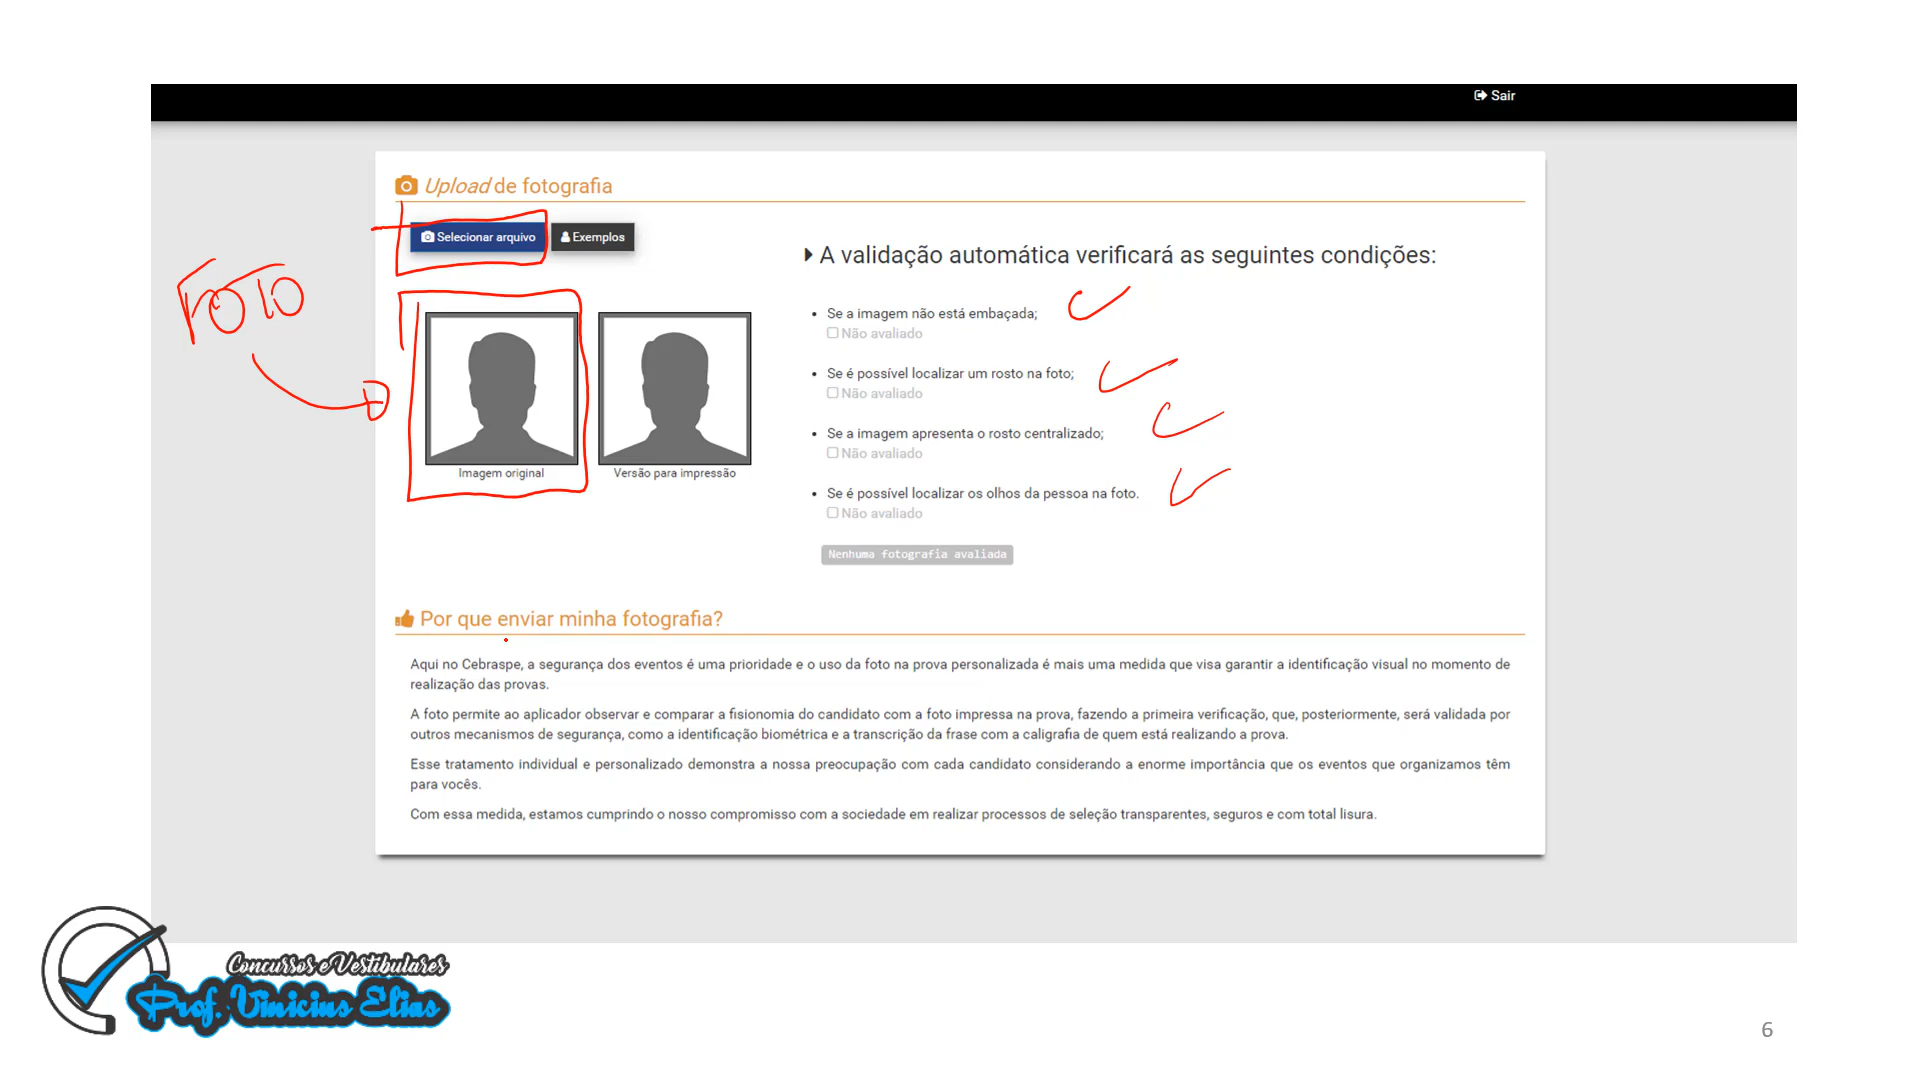 Sair
Upload de fotografia
Selecionar arquivo
Exemplos
FOTO
Imagem original
Versão para impressão
A validação automática verificará as seguintes condições:
• Se a imagem não está embaçada;
Não avaliado
• Se é possível localizar um rosto na foto;
Não avaliado
• Se a imagem apresenta o rosto centralizado;
Não avaliado
• Se é possível localizar os olhos da pessoa na foto.
Não avaliado
Nenhuma fotografia avaliada
Por que enviar minha fotografia?
Aqui no Cebraspe, a segurança dos eventos é uma prioridade e o uso da foto na prova personalizada é mais uma medida que visa garantir a identificação visual no momento de
realização das provas.
A foto permite ao aplicador observar e comparar a fisionomia do candidato com a foto impressa na prova, fazendo a primeira verificação, que, posteriormente, será validada por
outros mecanismos de segurança, como a identificação biométrica e a transcrição da frase com a caligrafia de quem está realizando a prova.
Esse tratamento individual e personalizado demonstra a nossa preocupação com cada candidato considerando a enorme importância que os eventos que organizamos têm
para vocês.
Com essa medida, estamos cumprindo o nosso compromisso com a sociedade em realizar processos de seleção transparentes, seguros e com total lisura.
Concursos e Vestibulares
Prof. Vinicius Elias
6